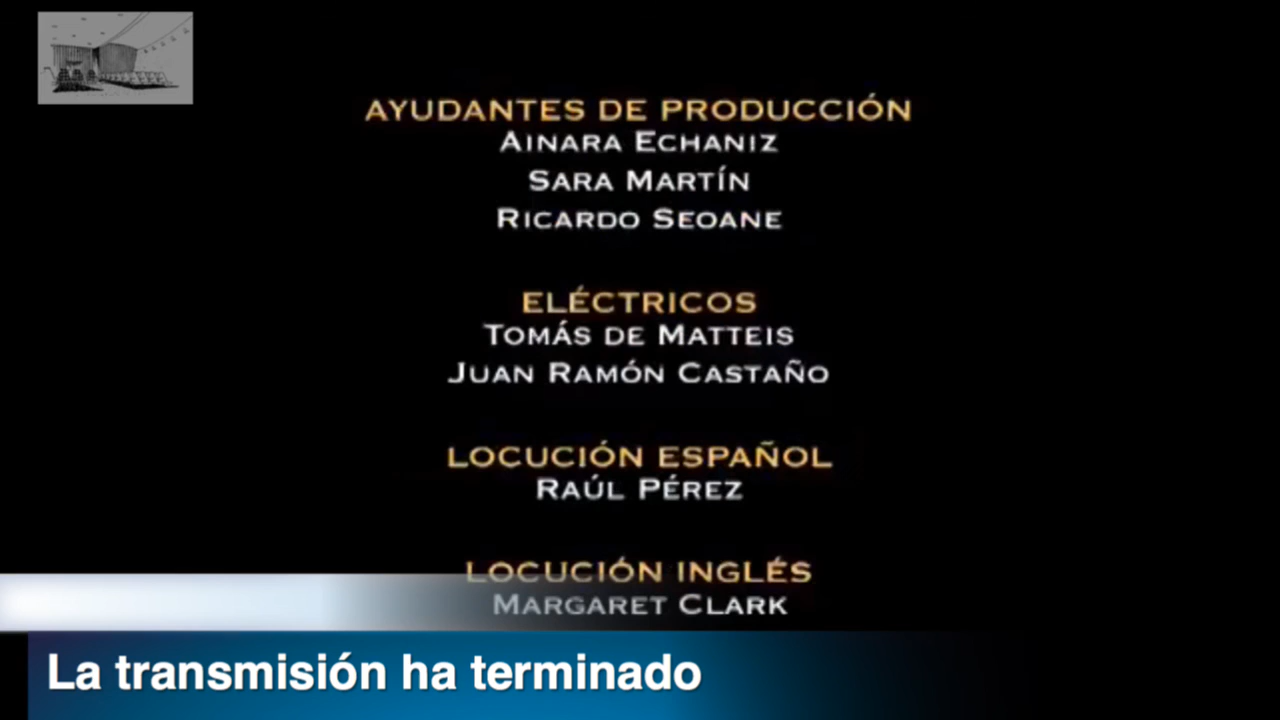 AYUDANTES DE PRODUCCIÓN
AINARA ECHANIZ
SARA MARTÍN
RICARDO SEOANE
ELÉCTRICOS
TOMÁS DE MATTEIS
JUAN RAMÓN CASTAÑO
LOCUCIÓN ESPAÑOL
RAÚL PÉREZ
LOCUCIÓN INGLÉS
MARGARET CLARK
La transmisión ha terminado